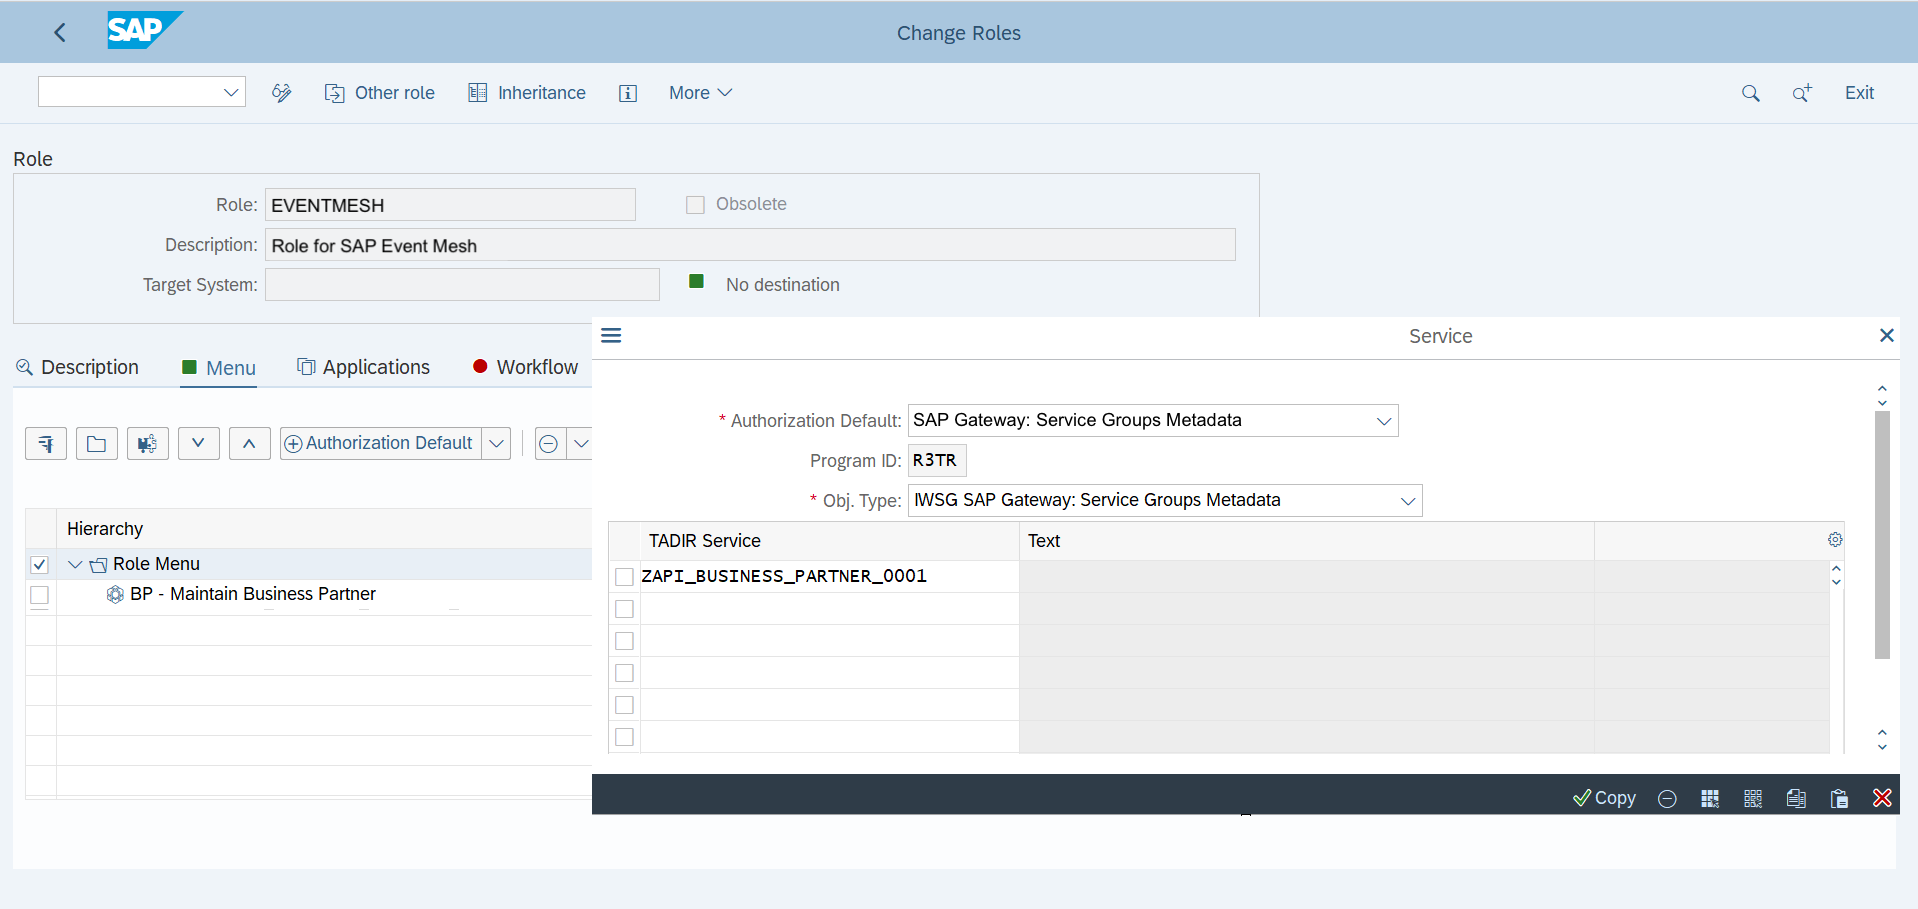 SAP
Change Roles
Other role
Inheritance
More
Exit
Role
Role: EVENTMESH
Obsolete
Description: Role for SAP Event Mesh
Target System:
No destination
Description
Menu
Applications
Workflow
Authorization Default
Hierarchy
Role Menu
BP - Maintain Business Partner
Service
* Authorization Default: SAP Gateway: Service Groups Metadata
Program ID: R3TR
* Obj. Type: IWSG SAP Gateway: Service Groups Metadata
TADIR Service Text
ZAPI_BUSINESS_PARTNER_0001
Copy